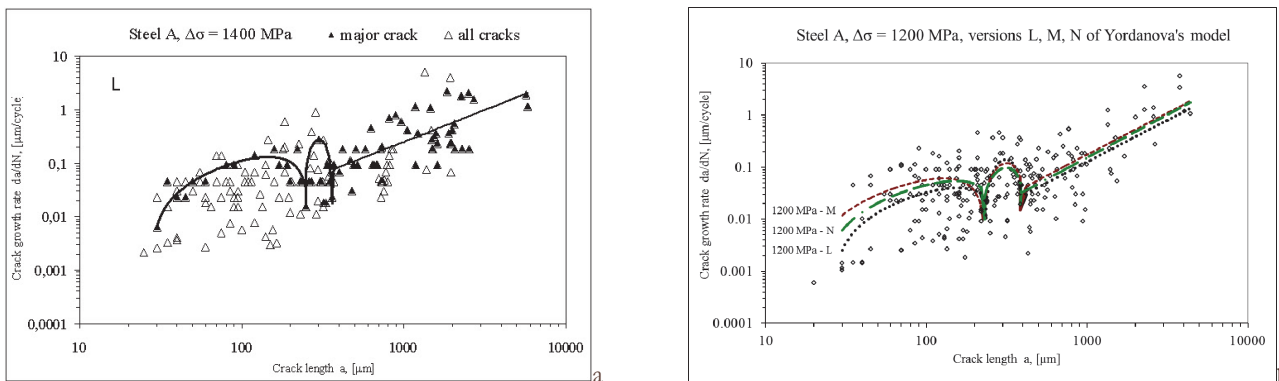 Steel A, Δσ = 1400 MPa ▲ major crack △ all cracks
L
10
1
0,1
0,01
0,001
0,0001
Crack growth rate da/dN, [µm/cycle]
10 100 1000 10000
Crack length a, [µm]
a
Steel A, Δσ = 1200 MPa, versions L, M, N of Yordanova's model
10
1
0.1
0.01
0.001
0.0001
Crack growth rate da/dN, [µm/cycle]
1200 MPa - M
1200 MPa - N
1200 MPa - L
10 100 1000 10000
Crack length a, [µm]